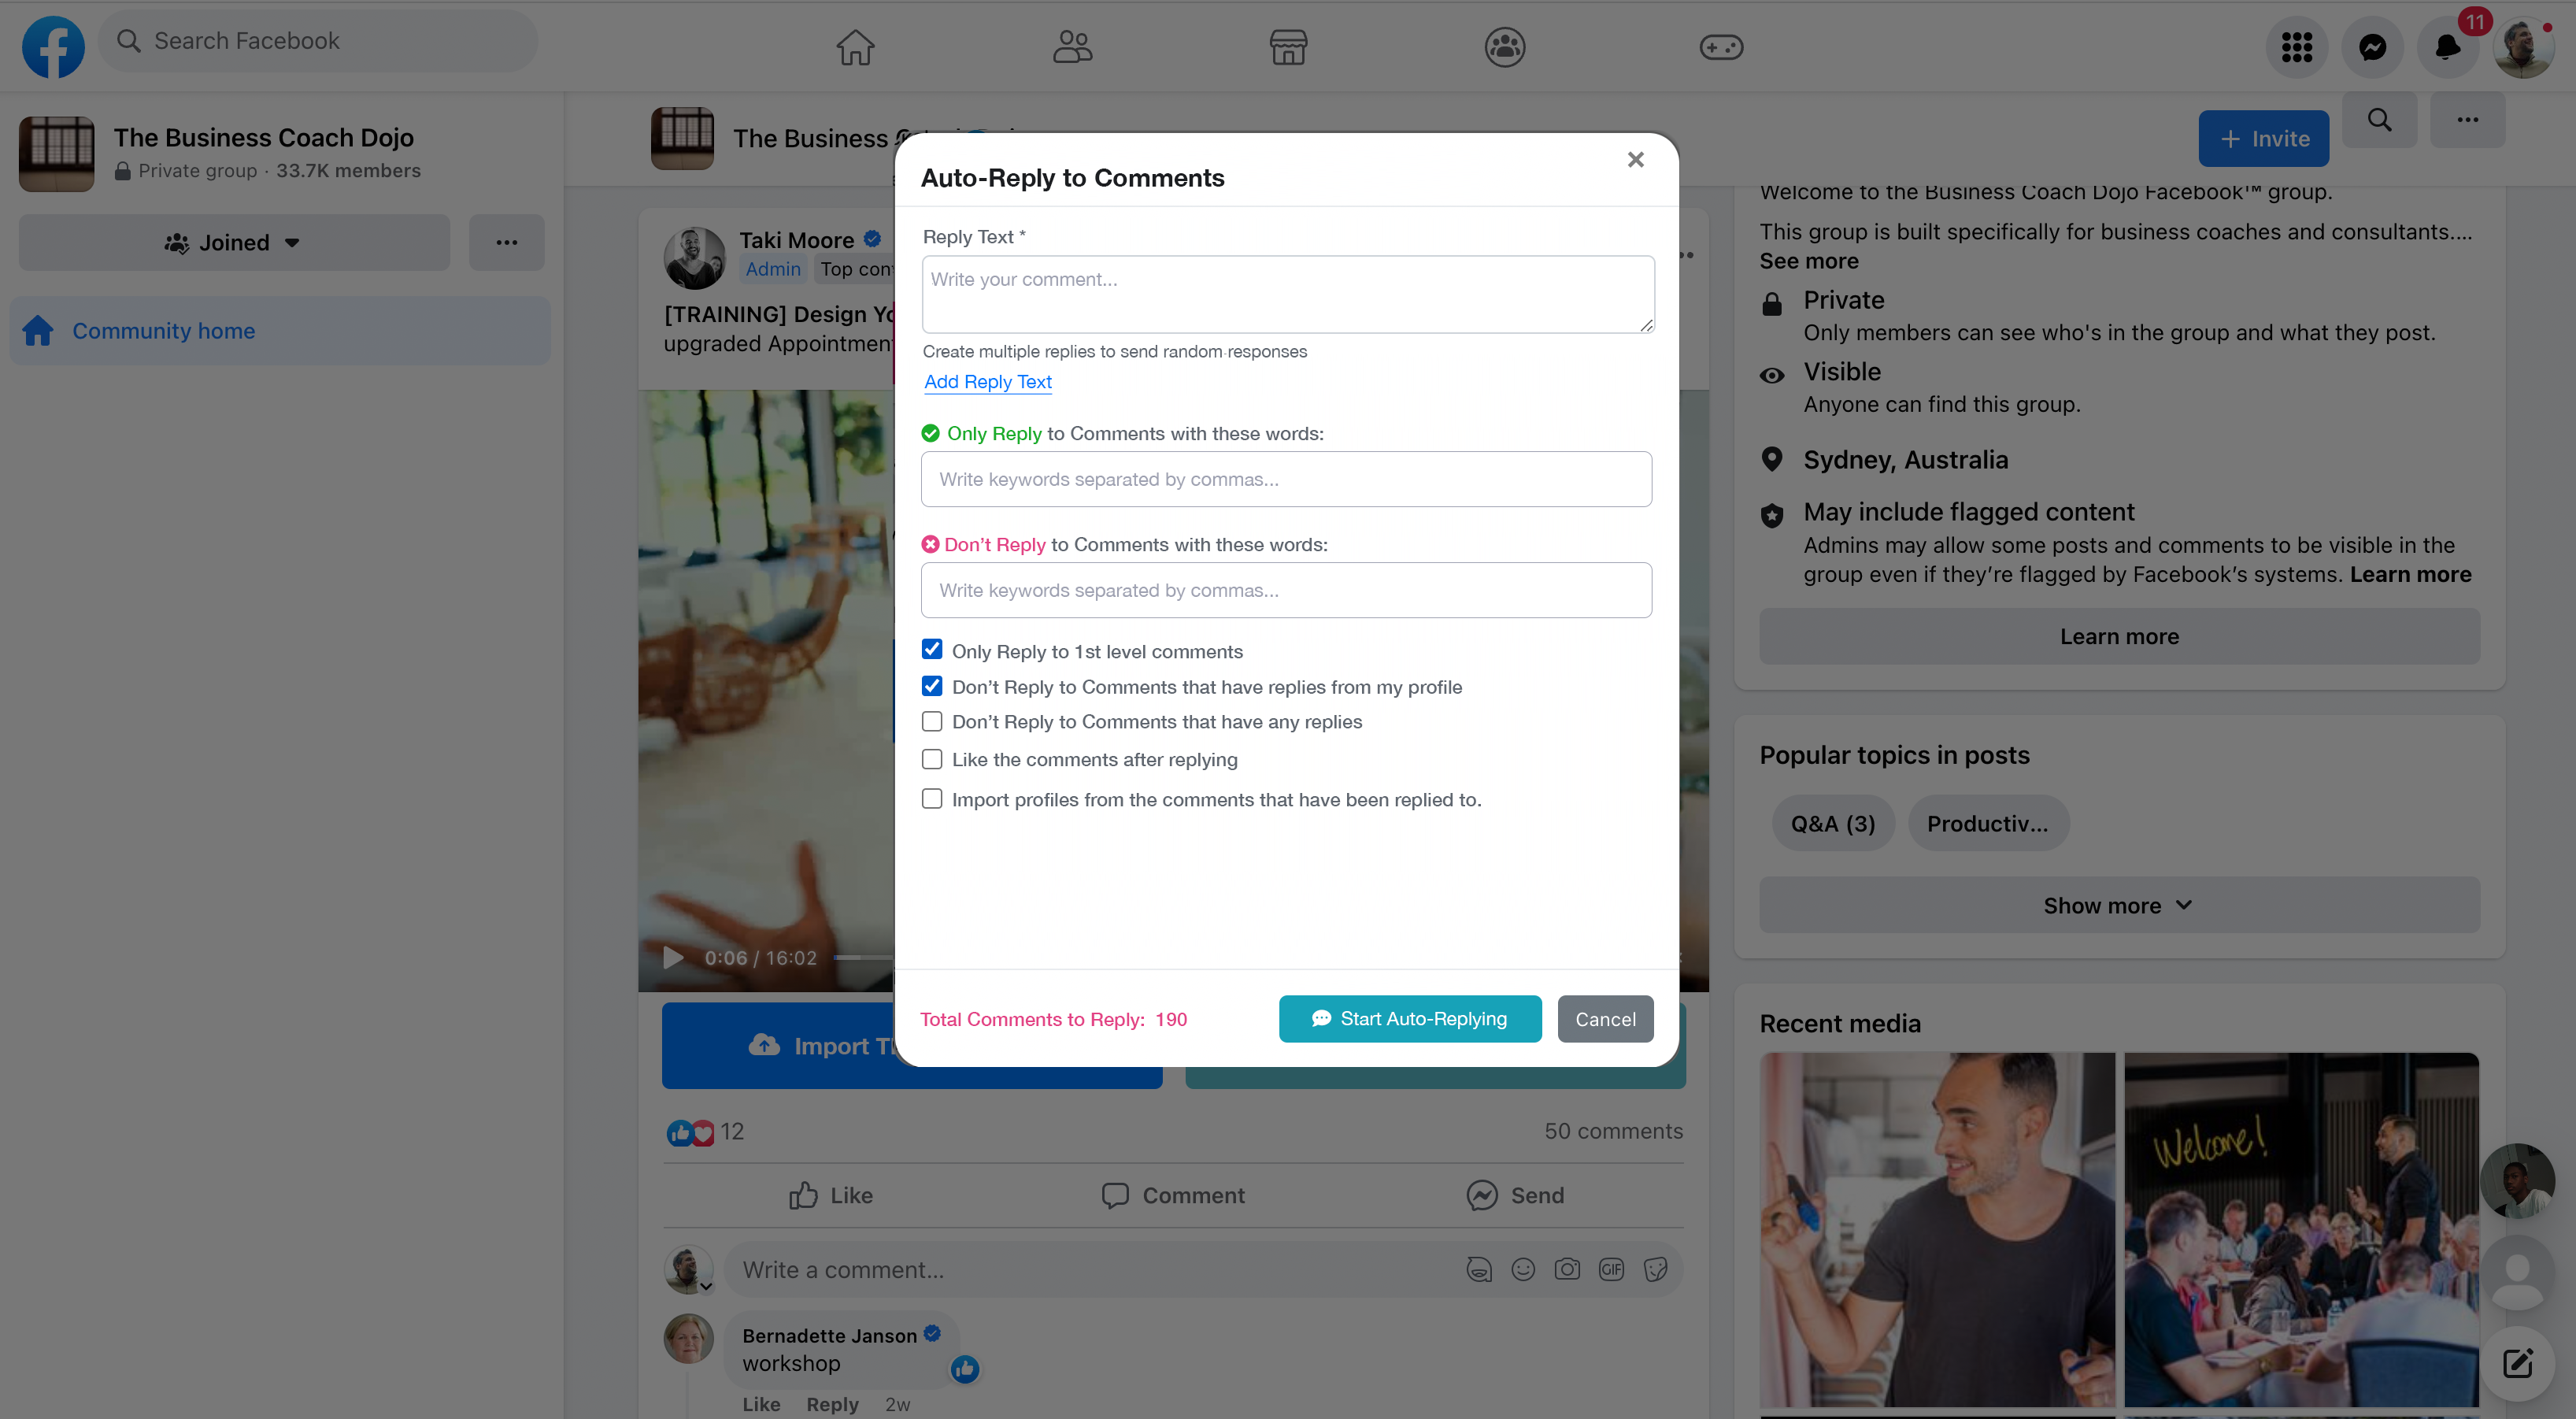 Search Facebook
11
The Business Coach Dojo
Private group · 33.7K members
Joined
Community home
The Business
Invite
Taki Moore
Admin
Top con
[TRAINING] Design Yo
upgraded Appointmen
0:06 / 16:02
Import Th
Auto-Reply to Comments
Reply Text *
Write your comment...
Create multiple replies to send random responses
Add Reply Text
Only Reply to Comments with these words:
Write keywords separated by commas...
Don't Reply to Comments with these words:
Write keywords separated by commas...
Only Reply to 1st level comments
Don't Reply to Comments that have replies from my profile
Don't Reply to Comments that have any replies
Like the comments after replying
Import profiles from the comments that have been replied to.
Total Comments to Reply: 190
Start Auto-Replying
Cancel
12
50 comments
Like
Comment
Send
Write a comment...
GIF
Bernadette Janson
workshop
Like Reply 2w
Welcome to the Business Coach Dojo Facebook™ group.
This group is built specifically for business coaches and consultants....
See more
Private
Only members can see who's in the group and what they post.
Visible
Anyone can find this group.
Sydney, Australia
May include flagged content
Admins may allow some posts and comments to be visible in the
group even if they're flagged by Facebook's systems. Learn more
Learn more
Popular topics in posts
Q&A (3)
Productiv...
Show more
Recent media
Welcome!